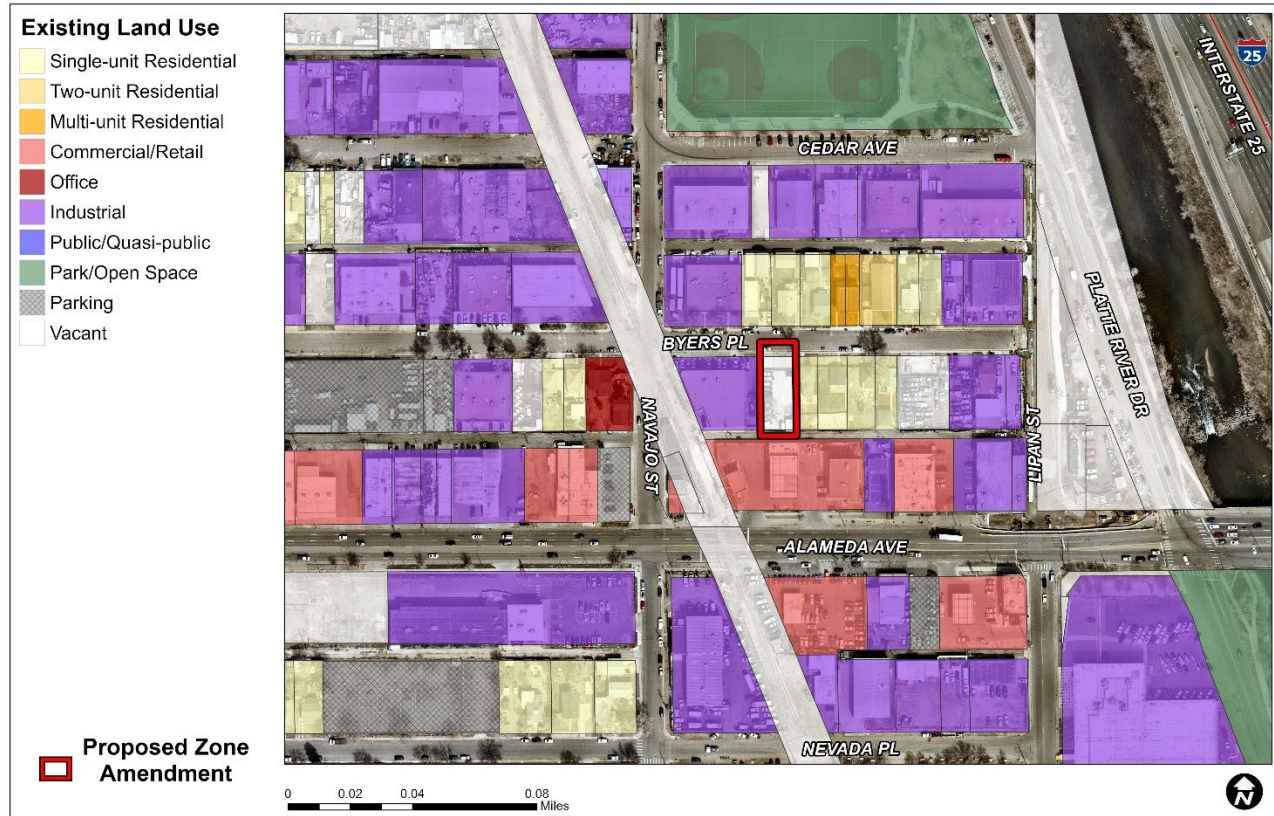 Existing Land Use
Single-unit Residential
Two-unit Residential
Multi-unit Residential
Commercial/Retail
Office
Industrial
Public/Quasi-public
Park/Open Space
Parking
Vacant
Proposed Zone
Amendment
INTERSTATE 25
25
CEDAR AVE
PLATTE RIVER DR
BYERS PL
NAVAJO ST
LIPAN ST
ALAMEDA AVE
NEVADA PL
0 0.02 0.04 0.08
Miles
N